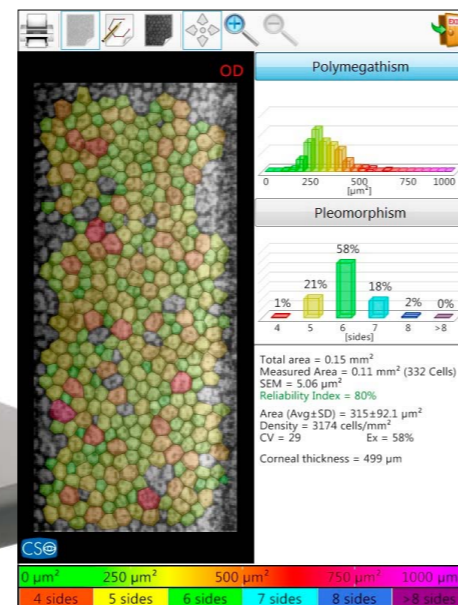 EXIT
OD
Polymegathism
0 250 500 750 1000
[µm²]
Pleomorphism
58%
21% 18%
1% 2% 0%
4 5 6 7 8 >8
[sides]
Total area = 0.15 mm²
Measured Area = 0.11 mm² (332 Cells)
SEM = 5.06 µm²
Reliability Index = 80%
Area (Avg±SD) = 315±92.1 µm²
Density = 3174 cells/mm²
CV = 29 Ex = 58%
Corneal thickness = 499 µm
CSO
0 µm² 250 µm² 500 µm² 750 µm² 1000 µm²
4 sides 5 sides 6 sides 7 sides 8 sides >8 sides